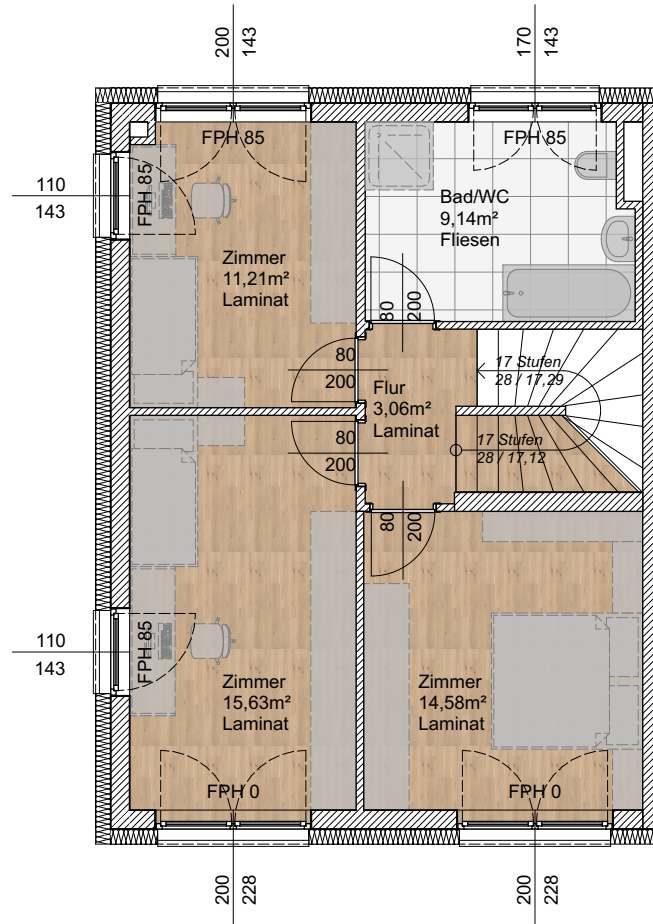 200
143
170
143
FPH 85
FPH 85
110
143
FPH 85
Bad/WC
9,14m²
Fliesen
Zimmer
11,21m²
Laminat
80
200
80
200
17 Stufen
28 / 17,29
Flur
3,06m²
Laminat
80
200
17 Stufen
28 / 17,12
80
200
110
143
FPH 85
Zimmer
15,63m²
Laminat
Zimmer
14,58m²
Laminat
FPH 0
FPH 0
200
228
200
228